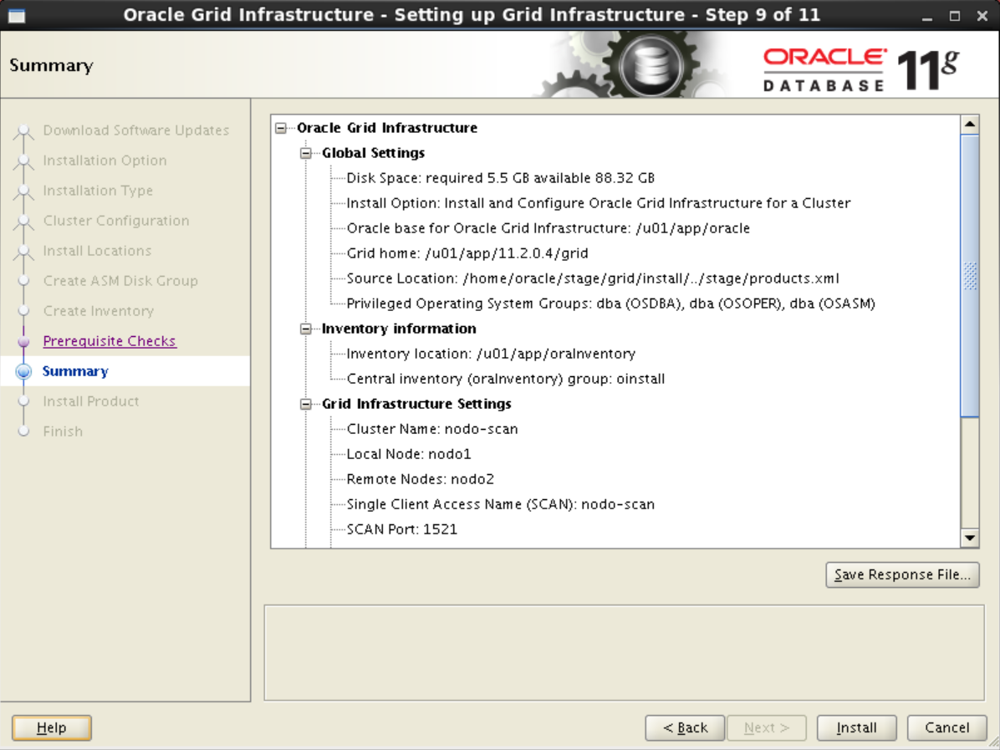 Oracle Grid Infrastructure - Setting up Grid Infrastructure - Step 9 of 11
Summary
ORACLE
DATABASE
11g
Download Software Updates
Installation Option
Installation Type
Cluster Configuration
Install Locations
Create ASM Disk Group
Create Inventory
Prerequisite Checks
Summary
Install Product
Finish
Oracle Grid Infrastructure
Global Settings
Disk Space: required 5.5 GB available 88.32 GB
Install Option: Install and Configure Oracle Grid Infrastructure for a Cluster
Oracle base for Oracle Grid Infrastructure: /u01/app/oracle
Grid home: /u01/app/11.2.0.4/grid
Source Location: /home/oracle/stage/grid/install/../stage/products.xml
Privileged Operating System Groups: dba (OSDBA), dba (OSOPER), dba (OSASM)
Inventory information
Inventory location: /u01/app/oraInventory
Central inventory (oraInventory) group: oinstall
Grid Infrastructure Settings
Cluster Name: nodo-scan
Local Node: nodo1
Remote Nodes: nodo2
Single Client Access Name (SCAN): nodo-scan
SCAN Port: 1521
Save Response File...
Help
< Back
Next >
Install
Cancel